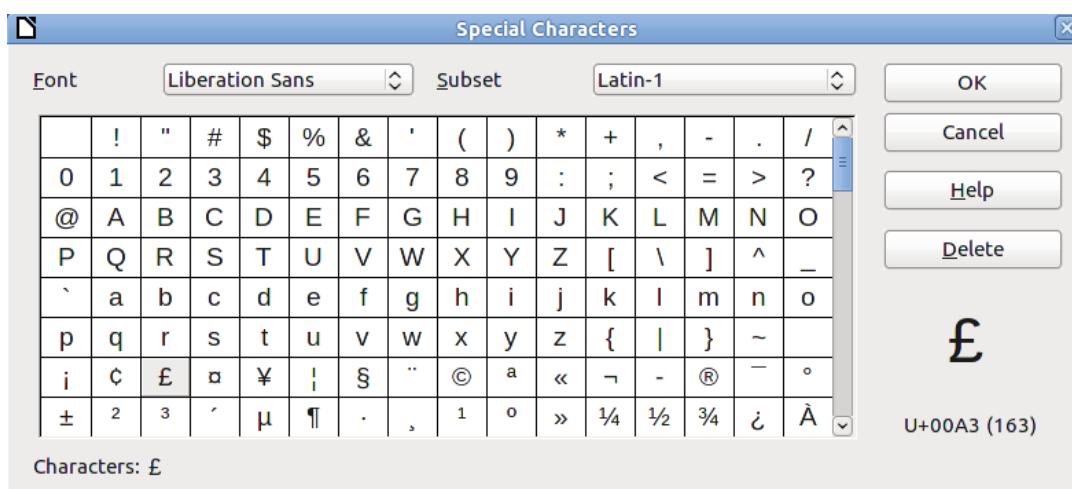 Special Characters
Font Liberation Sans Subset Latin-1 OK
! " # $ % & ' ( ) * + , - . /
Cancel
0 1 2 3 4 5 6 7 8 9 : ; < = > ?
Help
@ A B C D E F G H I J K L M N O
P Q R S T U V W X Y Z [ \ ] ^ _
Delete
` a b c d e f g h i j k l m n o
p q r s t u v w x y z { | } ~
£
¡ ¢ £ ¤ ¥ ¦ § ¨ © ª « ¬ - ® ¯ °
± ² ³ ´ µ ¶ · ¸ ¹ º » ¼ ½ ¾ ¿ À
U+00A3 (163)
Characters: £